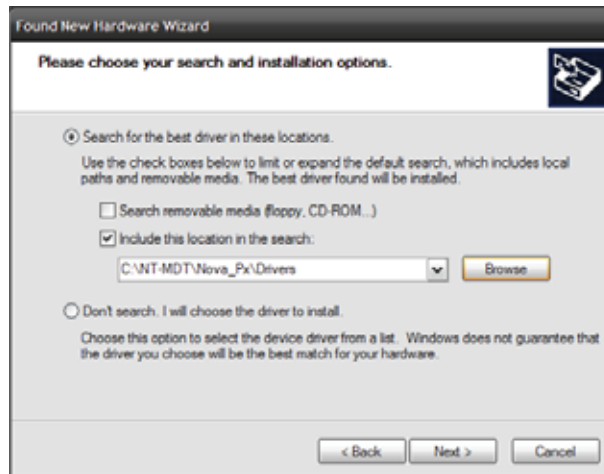 Found New Hardware Wizard
Please choose your search and installation options.
Search for the best driver in these locations.
Use the check boxes below to limit or expand the default search, which includes local
paths and removable media. The best driver found will be installed.
Search removable media (floppy, CD-ROM...)
Include this location in the search:
C:\NT-MDT\Nova_Px\Drivers
Browse
Don't search. I will choose the driver to install.
Choose this option to select the device driver from a list. Windows does not guarantee that
the driver you choose will be the best match for your hardware.
< Back Next > Cancel